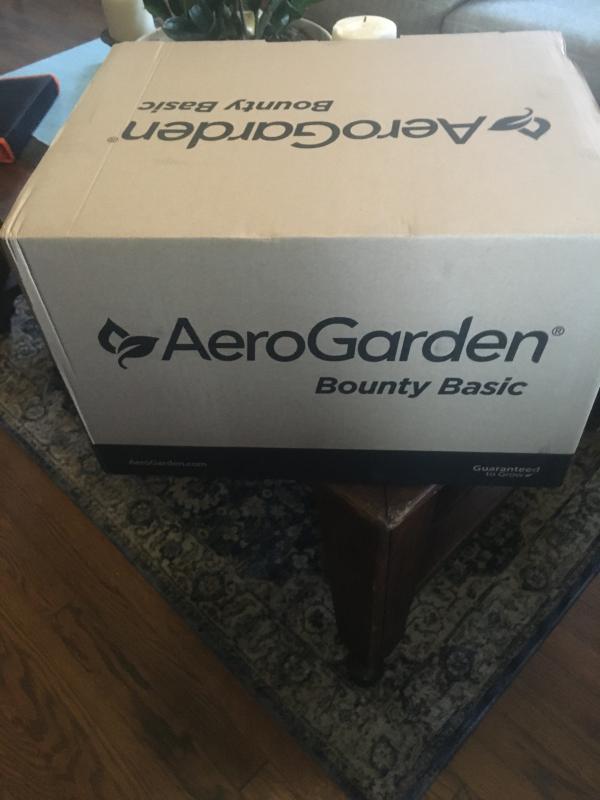 AeroGarden®
Bounty Basic
AeroGarden®
Bounty Basic
AeroGarden.com
Guaranteed
to Grow